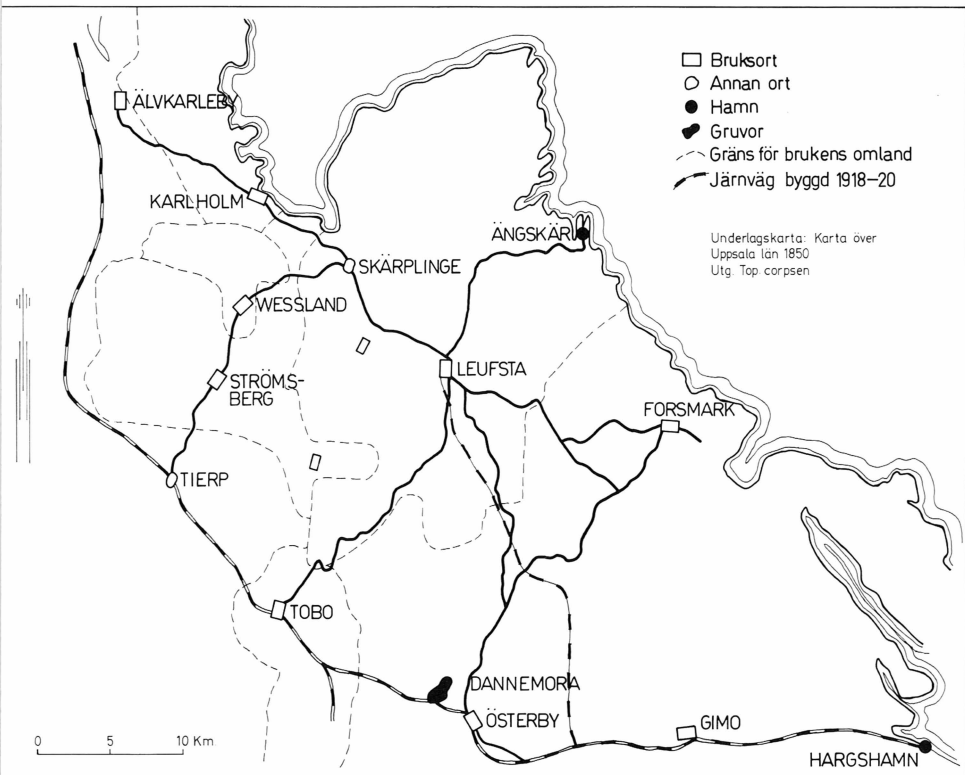 Bruksort
Annan ort
Hamn
Gruvor
Gräns för brukens omland
Järnväg byggd 1918–20
Underlagskarta: Karta över
Uppsala län 1850
Utg. Top. corpsen
ÄLVKARLEBY
KARLHOLM
ÄNGSKÄR
SKÄRPLINGE
WESSLAND
LEUFSTA
STRÖMS-
BERG
FORSMARK
TIERP
TOBO
DANNEMORA
ÖSTERBY
GIMO
HARGSHAMN
0 5 10 Km